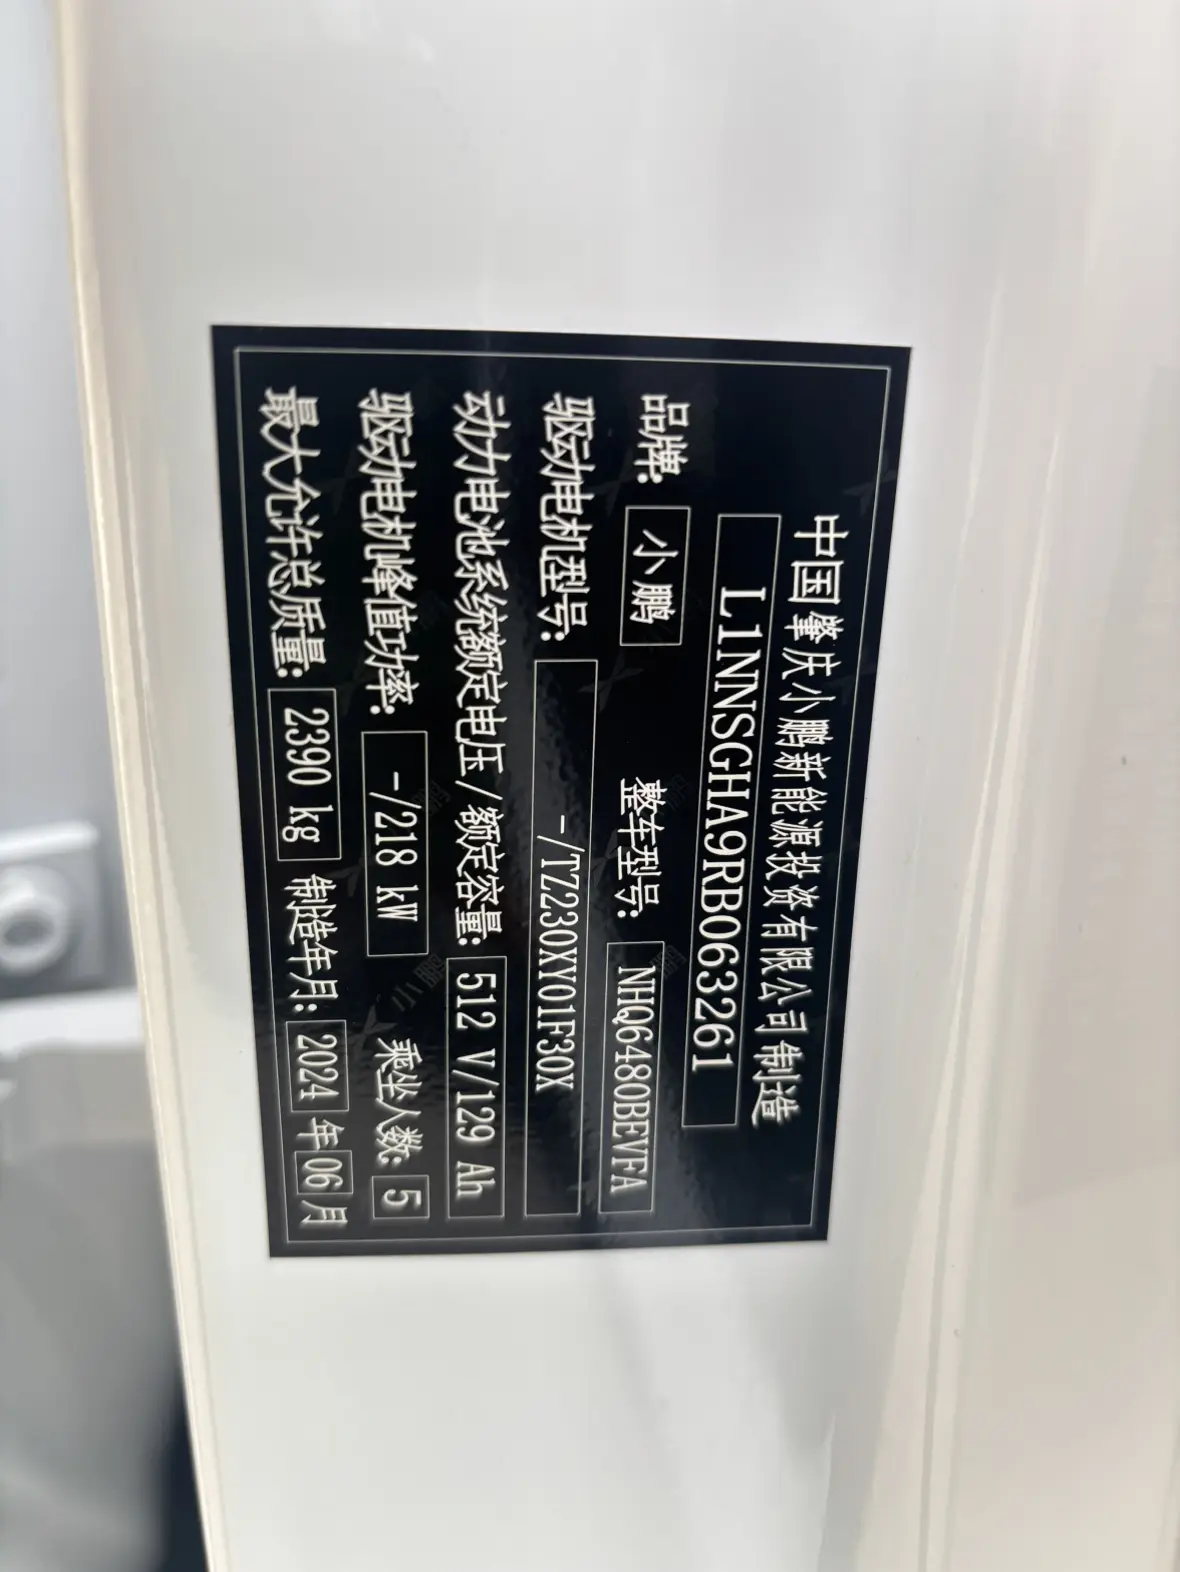 中国肇庆小鹏新能源投资有限公司制造
L1NNSGHA9RB063261
品牌: 小鹏 整车型号: NHQ6480BEVFA
驱动电机型号: -/TZ230XY01F30X
动力电池系统额定电压/额定容量: 512 V/129 Ah
驱动电机峰值功率: -/218 kW 乘坐人数: 5
最大允许总质量: 2390 kg 制造年月: 2024 年 06 月